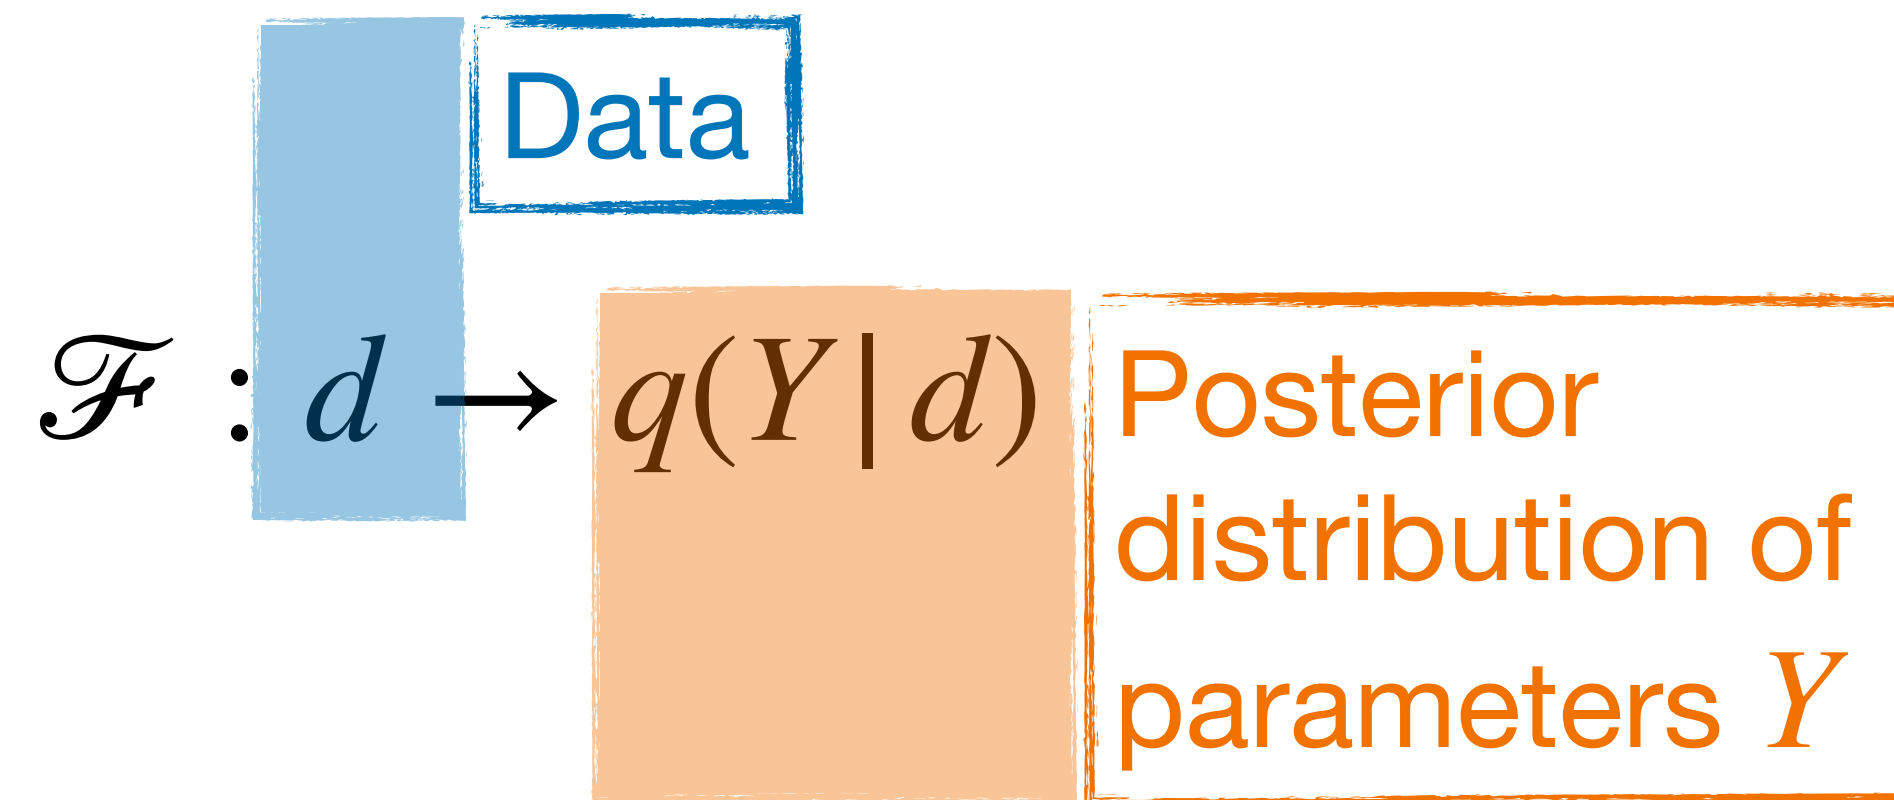 Data
ℱ : d → q(Y | d)
Posterior
distribution of
parameters Y